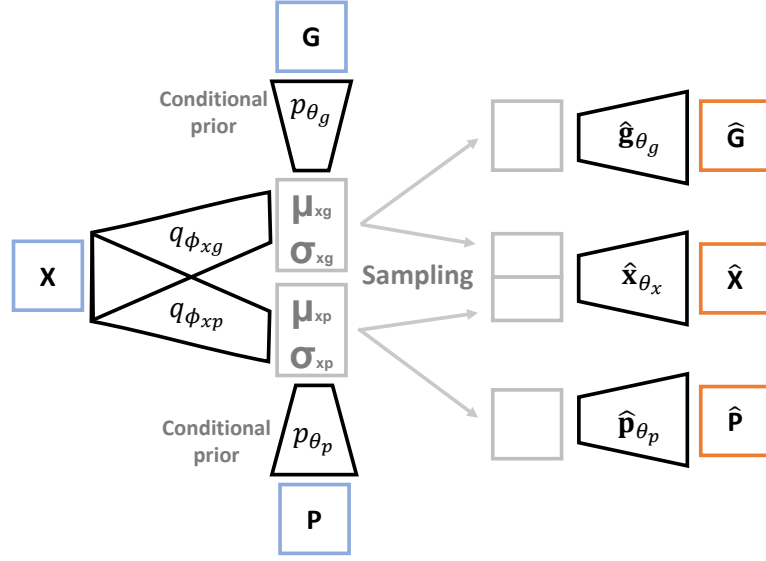 G
Conditional
prior
p_{θ_g}
ĝ_{θ_g}
Ĝ
q_{ϕ_{xg}}
μ_{xg}
σ_{xg}
X
Sampling
x̂_{θ_x}
X̂
q_{ϕ_{xp}}
μ_{xp}
σ_{xp}
Conditional
prior
p_{θ_p}
p̂_{θ_p}
P̂
P